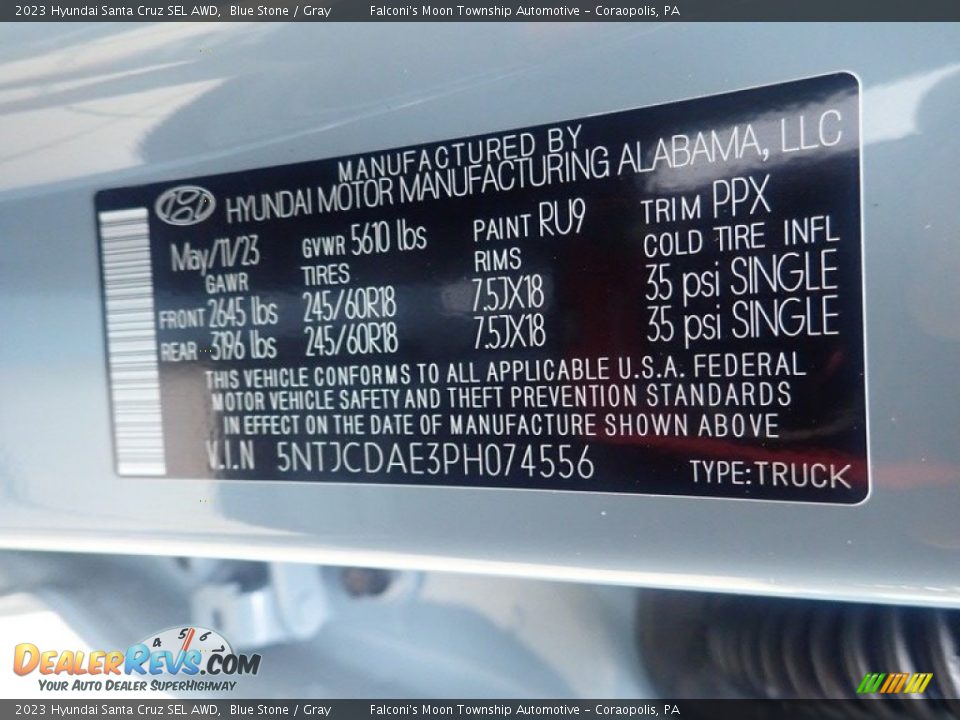 2023 Hyundai Santa Cruz SEL AWD, Blue Stone / Gray Falconi's Moon Township Automotive - Coraopolis, PA
MANUFACTURED BY
HYUNDAI MOTOR MANUFACTURING ALABAMA, LLC
May/11/23 GVWR 5610 lbs PAINT RU9 TRIM PPX
GAWR TIRES RIMS COLD TIRE INFL
FRONT 2645 lbs 245/60R18 7.5JX18 35 psi SINGLE
REAR 3196 lbs 245/60R18 7.5JX18 35 psi SINGLE
THIS VEHICLE CONFORMS TO ALL APPLICABLE U.S.A. FEDERAL
MOTOR VEHICLE SAFETY AND THEFT PREVENTION STANDARDS
IN EFFECT ON THE DATE OF MANUFACTURE SHOWN ABOVE
V.I.N 5NTJCDAE3PH074556 TYPE:TRUCK
4 5 6
DEALERREVS.COM
YOUR AUTO DEALER SUPERHIGHWAY
2023 Hyundai Santa Cruz SEL AWD, Blue Stone / Gray Falconi's Moon Township Automotive - Coraopolis, PA